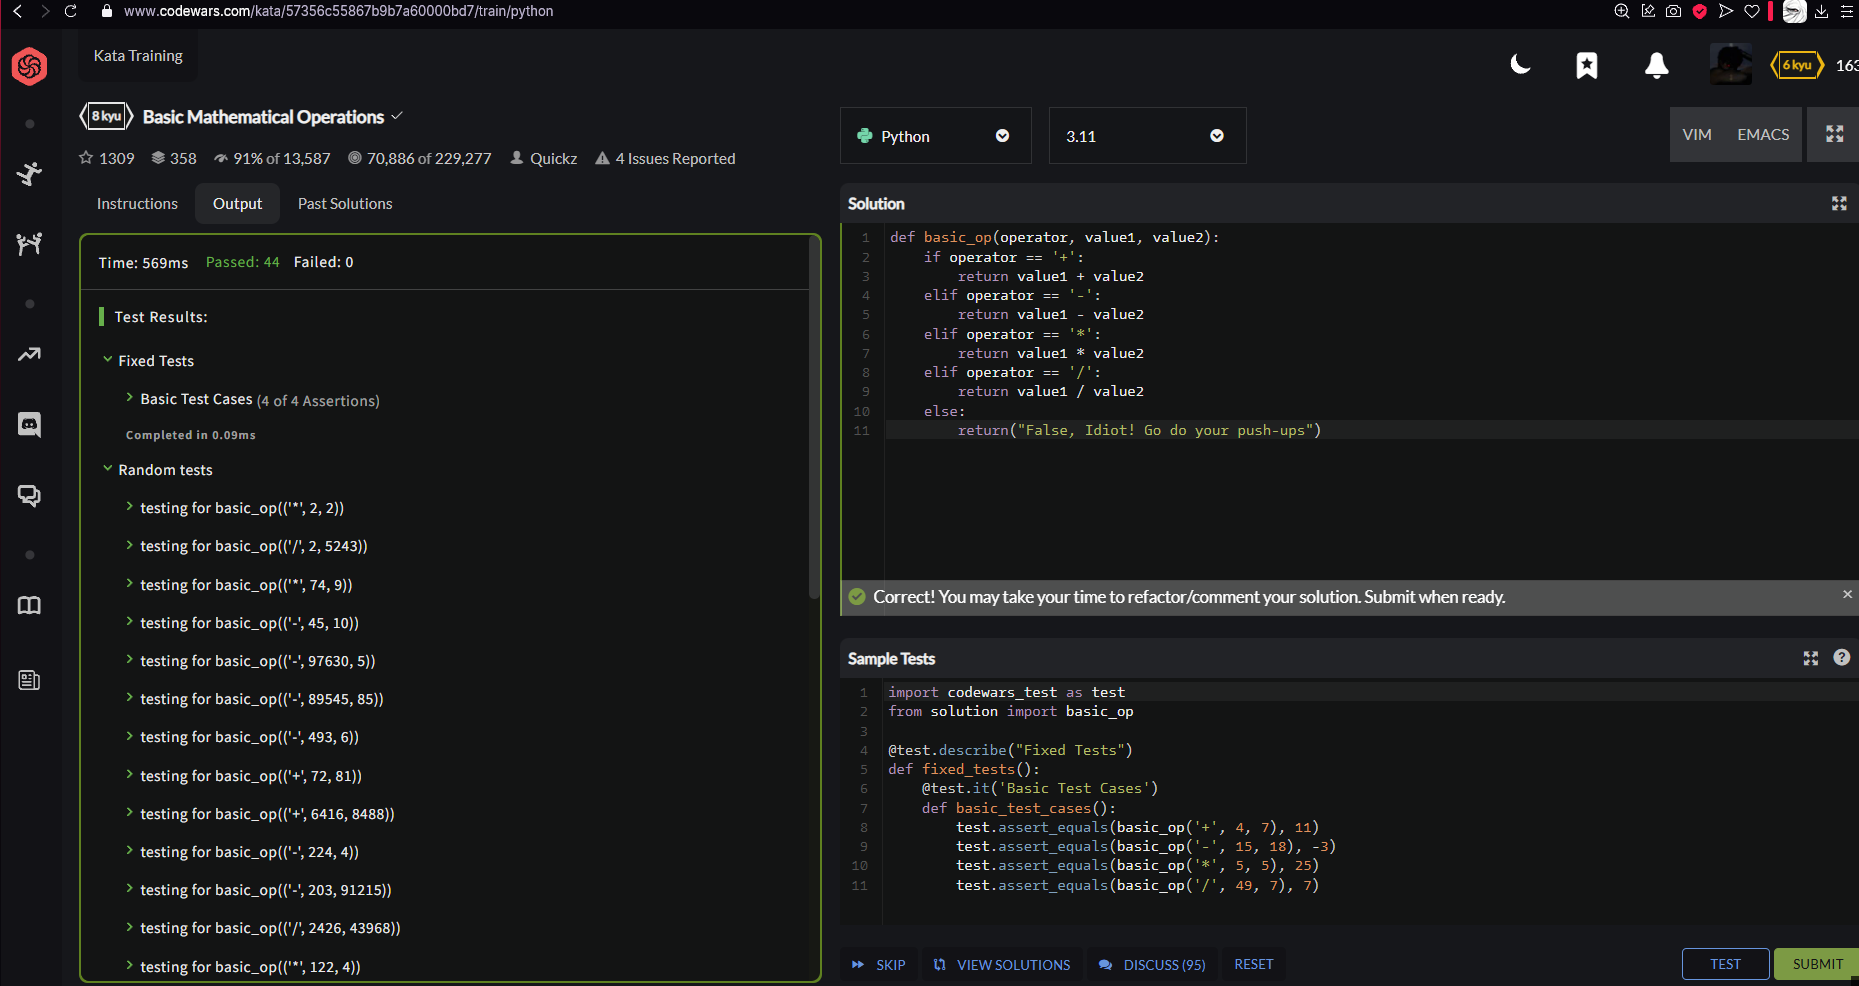 www.codewars.com/kata/57356c55867b9b7a60000bd7/train/python
Kata Training
6 kyu
163
8 kyu
Basic Mathematical Operations
1309
358
91% of 13,587
70,886 of 229,277
Quickz
4 Issues Reported
Instructions
Output
Past Solutions
Time: 569ms Passed: 44 Failed: 0
Test Results:
Fixed Tests
Basic Test Cases (4 of 4 Assertions)
Completed in 0.09ms
Random tests
testing for basic_op(('*', 2, 2))
testing for basic_op(('/', 2, 5243))
testing for basic_op(('*', 74, 9))
testing for basic_op(('-', 45, 10))
testing for basic_op(('-', 97630, 5))
testing for basic_op(('-', 89545, 85))
testing for basic_op(('-', 493, 6))
testing for basic_op(('+', 72, 81))
testing for basic_op(('+', 6416, 8488))
testing for basic_op(('-', 224, 4))
testing for basic_op(('-', 203, 91215))
testing for basic_op(('/', 2426, 43968))
testing for basic_op(('*', 122, 4))
Python
3.11
VIM
EMACS
Solution
1 def basic_op(operator, value1, value2):
2     if operator == '+':
3         return value1 + value2
4     elif operator == '-':
5         return value1 - value2
6     elif operator == '*':
7         return value1 * value2
8     elif operator == '/':
9         return value1 / value2
10     else:
11         return("False, Idiot! Go do your push-ups")
Correct! You may take your time to refactor/comment your solution. Submit when ready.
Sample Tests
1 import codewars_test as test
2 from solution import basic_op
3
4 @test.describe("Fixed Tests")
5 def fixed_tests():
6     @test.it('Basic Test Cases')
7     def basic_test_cases():
8         test.assert_equals(basic_op('+', 4, 7), 11)
9         test.assert_equals(basic_op('-', 15, 18), -3)
10         test.assert_equals(basic_op('*', 5, 5), 25)
11         test.assert_equals(basic_op('/', 49, 7), 7)
SKIP
VIEW SOLUTIONS
DISCUSS (95)
RESET
TEST
SUBMIT